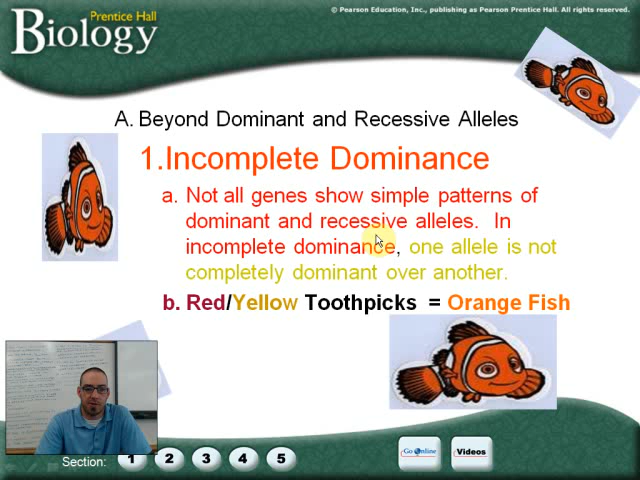 © Pearson Education, Inc., publishing as Pearson Prentice Hall. All rights reserved.
Prentice Hall
Biology
A. Beyond Dominant and Recessive Alleles
1.Incomplete Dominance
a. Not all genes show simple patterns of
dominant and recessive alleles. In
incomplete dominance, one allele is not
completely dominant over another.
b. Red/Yellow Toothpicks = Orange Fish
Section: 1 2 3 4 5
Go Online
Videos